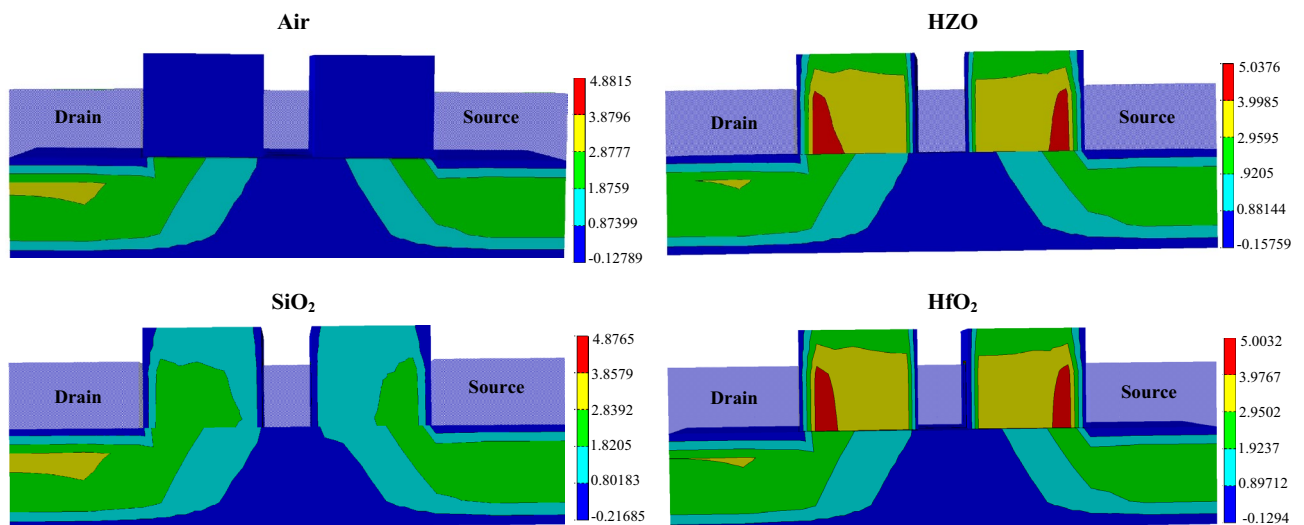 Air
HZO
Drain
Source
4.8815
3.8796
2.8777
1.8759
0.87399
-0.12789
Drain
Source
5.0376
3.9985
2.9595
.9205
0.88144
-0.15759
SiO₂
HfO₂
Drain
Source
4.8765
3.8579
2.8392
1.8205
0.80183
-0.21685
Drain
Source
5.0032
3.9767
2.9502
1.9237
0.89712
-0.1294